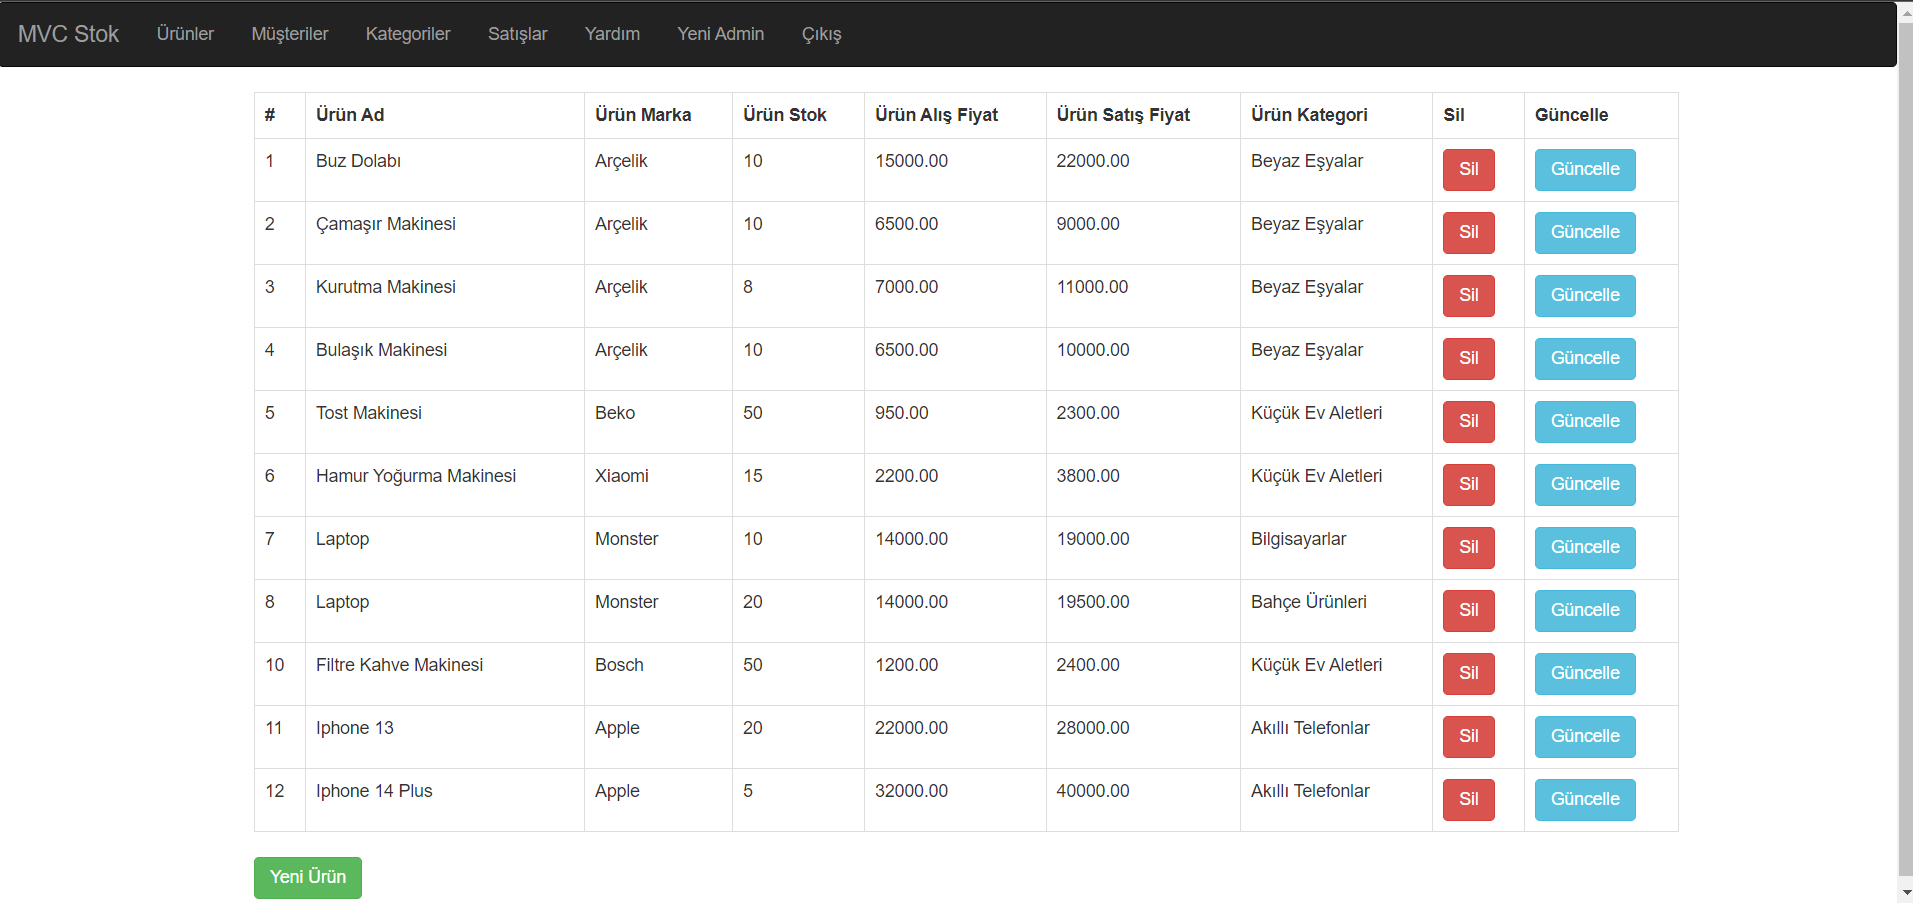 MVC Stok Ürünler Müşteriler Kategoriler Satışlar Yardım Yeni Admin Çıkış
# Ürün Ad Ürün Marka Ürün Stok Ürün Alış Fiyat Ürün Satış Fiyat Ürün Kategori Sil Güncelle
1 Buz Dolabı Arçelik 10 15000.00 22000.00 Beyaz Eşyalar Sil Güncelle
2 Çamaşır Makinesi Arçelik 10 6500.00 9000.00 Beyaz Eşyalar Sil Güncelle
3 Kurutma Makinesi Arçelik 8 7000.00 11000.00 Beyaz Eşyalar Sil Güncelle
4 Bulaşık Makinesi Arçelik 10 6500.00 10000.00 Beyaz Eşyalar Sil Güncelle
5 Tost Makinesi Beko 50 950.00 2300.00 Küçük Ev Aletleri Sil Güncelle
6 Hamur Yoğurma Makinesi Xiaomi 15 2200.00 3800.00 Küçük Ev Aletleri Sil Güncelle
7 Laptop Monster 10 14000.00 19000.00 Bilgisayarlar Sil Güncelle
8 Laptop Monster 20 14000.00 19500.00 Bahçe Ürünleri Sil Güncelle
10 Filtre Kahve Makinesi Bosch 50 1200.00 2400.00 Küçük Ev Aletleri Sil Güncelle
11 Iphone 13 Apple 20 22000.00 28000.00 Akıllı Telefonlar Sil Güncelle
12 Iphone 14 Plus Apple 5 32000.00 40000.00 Akıllı Telefonlar Sil Güncelle
Yeni Ürün